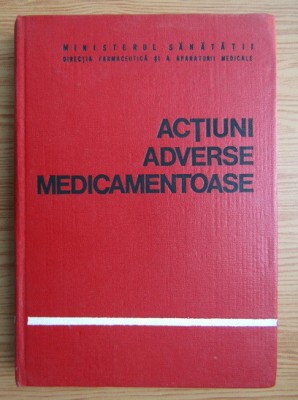 MINISTERUL SĂNĂTĂȚII
DIRECȚIA FARMACEUTICĂ ȘI A APARATURII MEDICALE
ACȚIUNI
ADVERSE
MEDICAMENTOASE